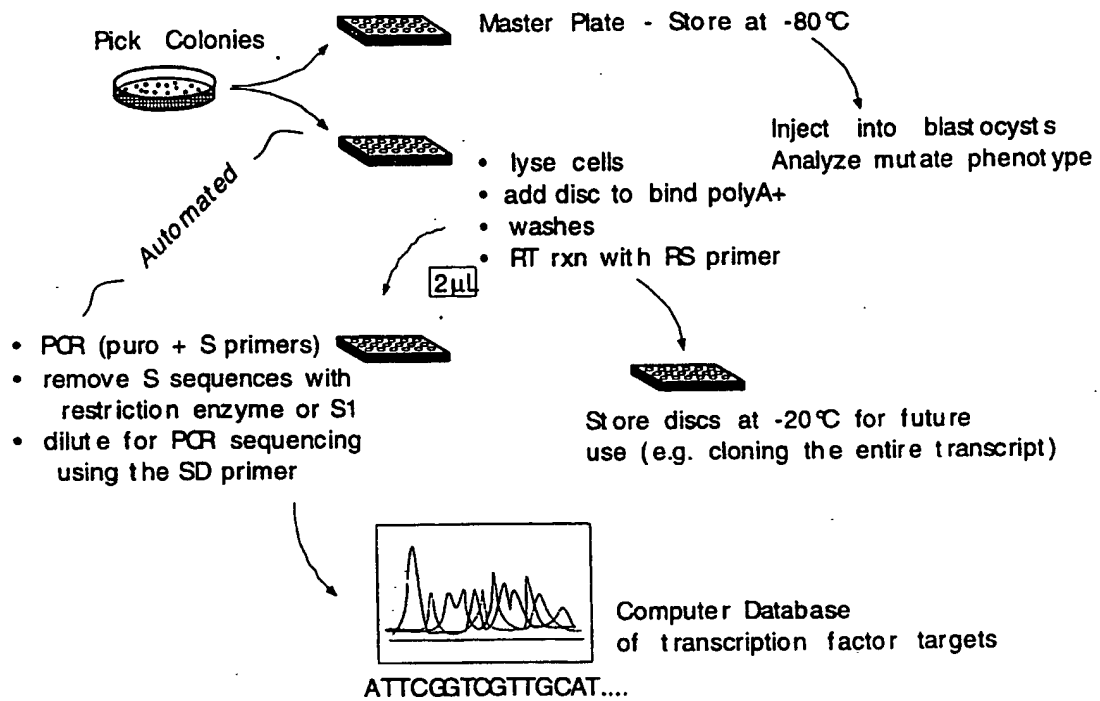 Pick Colonies
Master Plate - Store at -80°C
Inject into blastocysts
Analyze mutate phenotype
• lyse cells
• add disc to bind polyA+
• washes
• RT rxn with RS primer
Automated
2µL
• PCR (puro + S primers)
• remove S sequences with
restriction enzyme or S1
• dilute for PCR sequencing
using the SD primer
Store discs at -20°C for future
use (e.g. cloning the entire transcript)
Computer Database
of transcription factor targets
ATTCGGTCGTTGCAT....